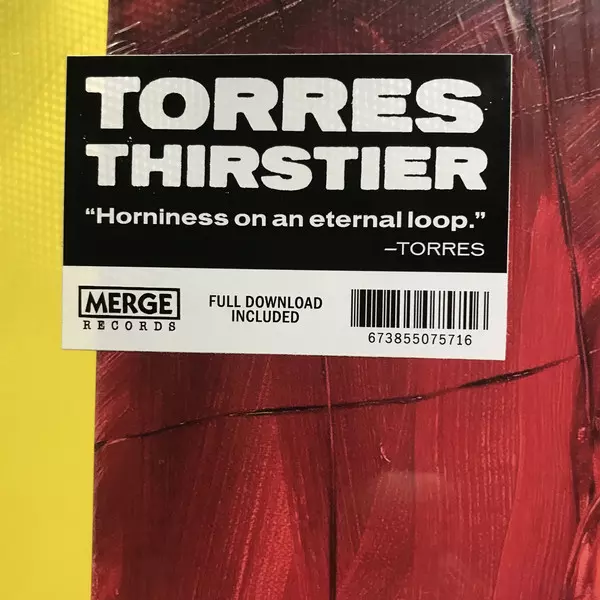 TORRES
THIRSTIER
“Horniness on an eternal loop.”
–TORRES
MERGE
RECORDS
FULL DOWNLOAD
INCLUDED
673855075716